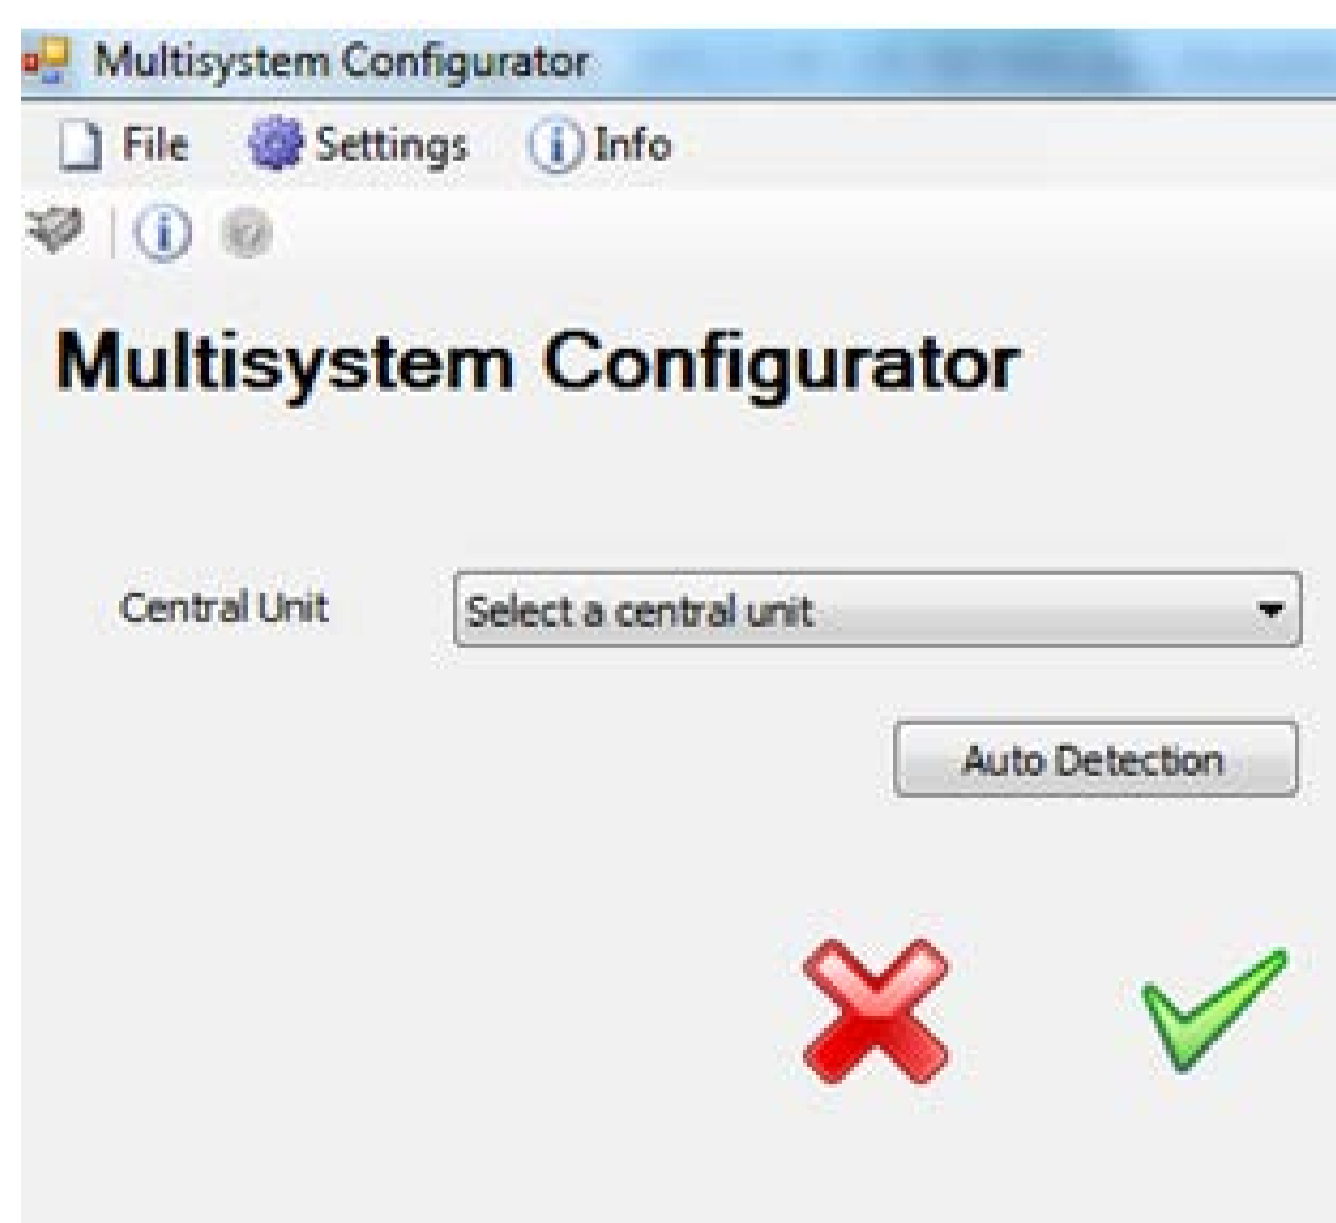 Multisystem Configurator
File Settings Info
Multisystem Configurator
Central Unit Select a central unit
Auto Detection